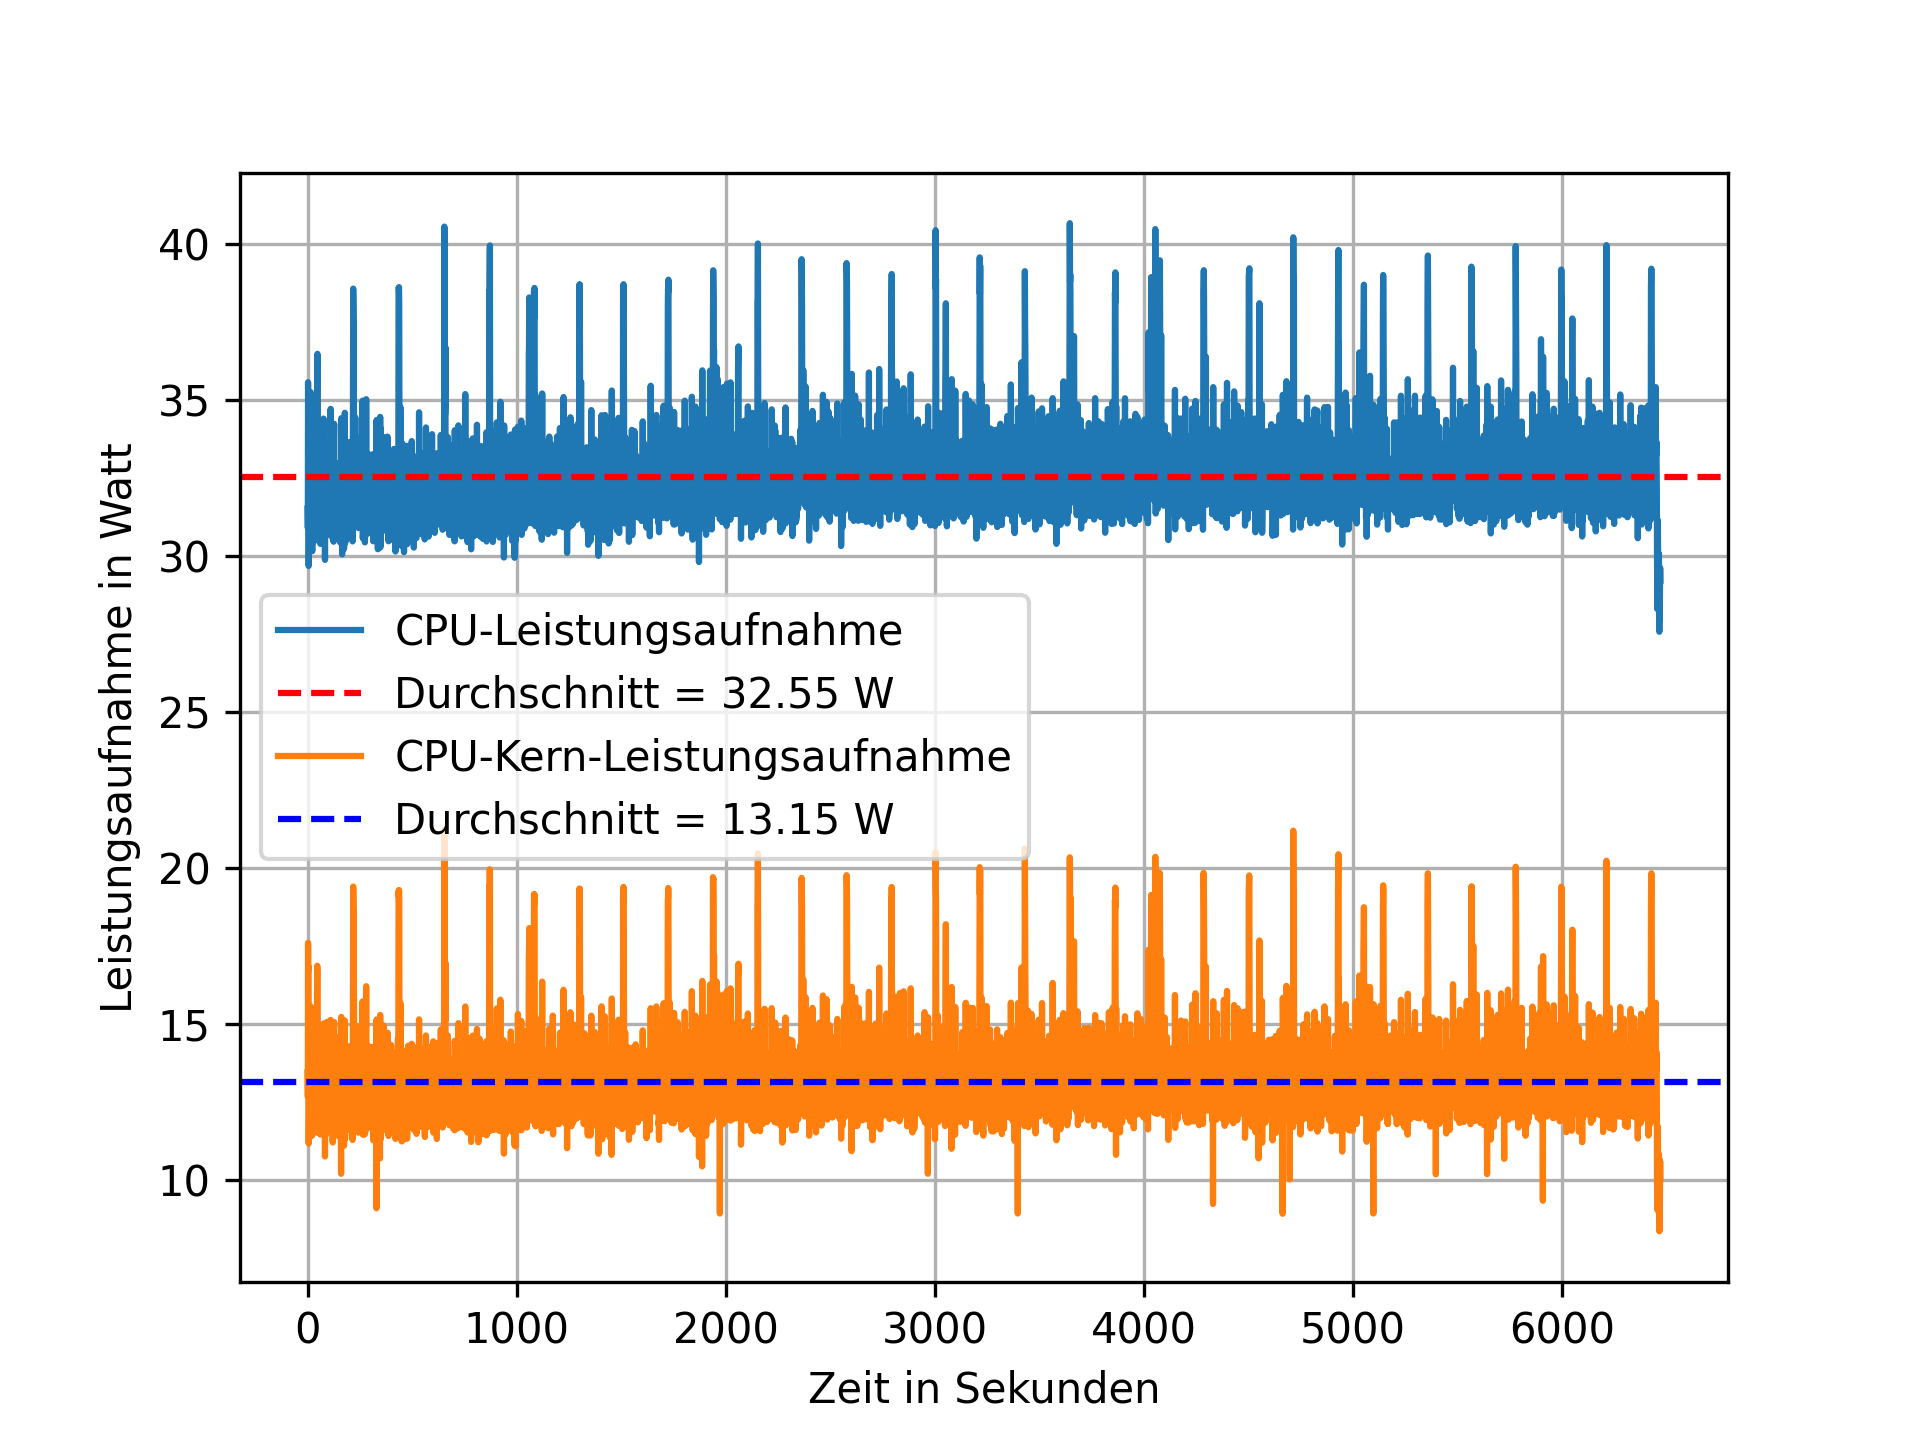 40
35
30
25
20
15
10
Leistungsaufnahme in Watt
CPU-Leistungsaufnahme
Durchschnitt = 32.55 W
CPU-Kern-Leistungsaufnahme
Durchschnitt = 13.15 W
0 1000 2000 3000 4000 5000 6000
Zeit in Sekunden